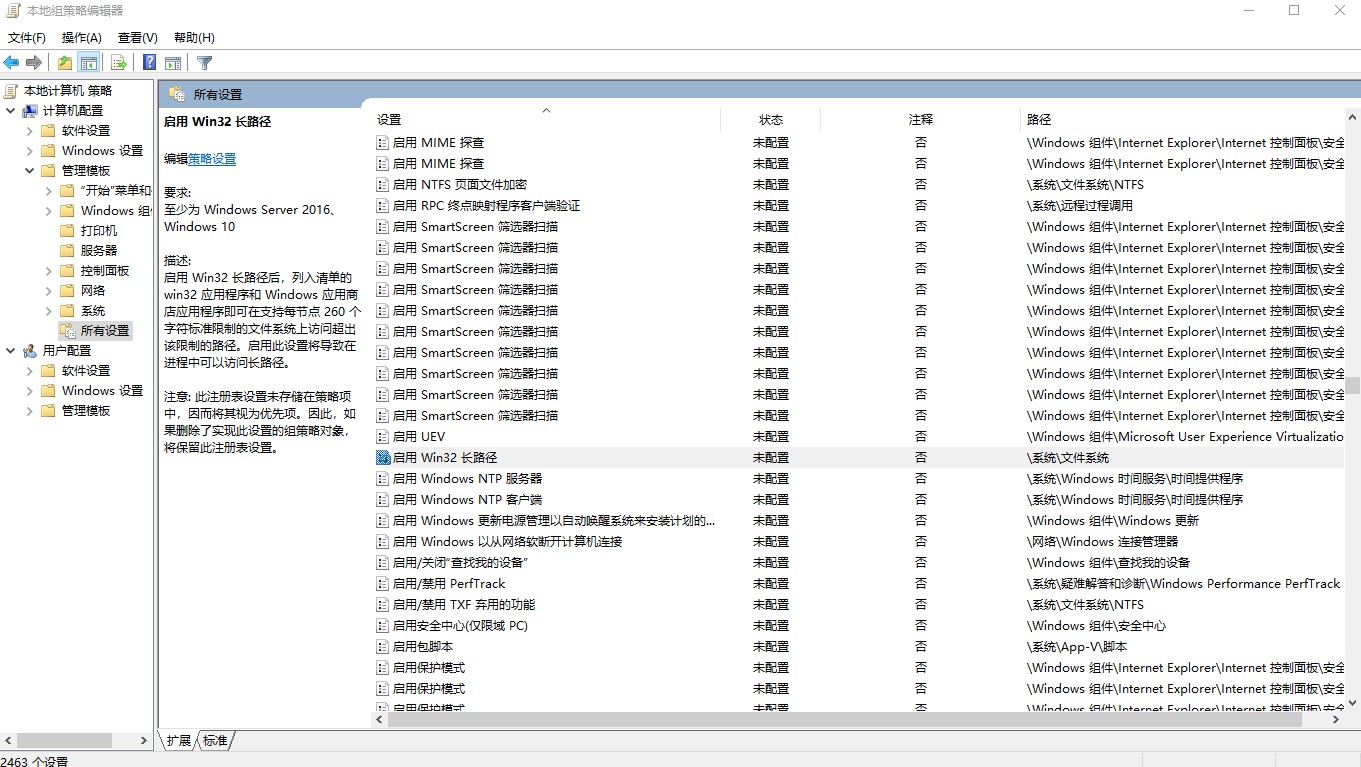 本地组策略编辑器
文件(F) 操作(A) 查看(V) 帮助(H)
本地计算机 策略
计算机配置
软件设置
Windows 设置
管理模板
“开始”菜单和
Windows 组
打印机
服务器
控制面板
网络
系统
所有设置
用户配置
软件设置
Windows 设置
管理模板
所有设置
启用 Win32 长路径
编辑策略设置
要求:
至少为 Windows Server 2016、
Windows 10
描述:
启用 Win32 长路径后，列入清单的
win32 应用程序和 Windows 应用商
店应用程序即可在支持每节点 260 个
字符标准限制的文件系统上访问超出
该限制的路径。启用此设置将导致在
进程中可以访问长路径。
注意: 此注册表设置未存储在策略项
中，因而将其视为优先项。因此，如
果删除了实现此设置的组策略对象，
将保留此注册表设置。
设置 状态 注释 路径
启用 MIME 探查 未配置 否 \Windows 组件\Internet Explorer\Internet 控制面板\安全
启用 MIME 探查 未配置 否 \Windows 组件\Internet Explorer\Internet 控制面板\安全
启用 NTFS 页面文件加密 未配置 否 \系统\文件系统\NTFS
启用 RPC 终点映射程序客户端验证 未配置 否 \系统\远程过程调用
启用 SmartScreen 筛选器扫描 未配置 否 \Windows 组件\Internet Explorer\Internet 控制面板\安全
启用 SmartScreen 筛选器扫描 未配置 否 \Windows 组件\Internet Explorer\Internet 控制面板\安全
启用 SmartScreen 筛选器扫描 未配置 否 \Windows 组件\Internet Explorer\Internet 控制面板\安全
启用 SmartScreen 筛选器扫描 未配置 否 \Windows 组件\Internet Explorer\Internet 控制面板\安全
启用 SmartScreen 筛选器扫描 未配置 否 \Windows 组件\Internet Explorer\Internet 控制面板\安全
启用 SmartScreen 筛选器扫描 未配置 否 \Windows 组件\Internet Explorer\Internet 控制面板\安全
启用 SmartScreen 筛选器扫描 未配置 否 \Windows 组件\Internet Explorer\Internet 控制面板\安全
启用 SmartScreen 筛选器扫描 未配置 否 \Windows 组件\Internet Explorer\Internet 控制面板\安全
启用 SmartScreen 筛选器扫描 未配置 否 \Windows 组件\Internet Explorer\Internet 控制面板\安全
启用 SmartScreen 筛选器扫描 未配置 否 \Windows 组件\Internet Explorer\Internet 控制面板\安全
启用 UEV 未配置 否 \Windows 组件\Microsoft User Experience Virtualizatio
启用 Win32 长路径 未配置 否 \系统\文件系统
启用 Windows NTP 服务器 未配置 否 \系统\Windows 时间服务\时间提供程序
启用 Windows NTP 客户端 未配置 否 \系统\Windows 时间服务\时间提供程序
启用 Windows 更新电源管理以自动唤醒系统来安装计划的... 未配置 否 \Windows 组件\Windows 更新
启用 Windows 以从网络软断开计算机连接 未配置 否 \网络\Windows 连接管理器
启用/关闭“查找我的设备” 未配置 否 \Windows 组件\查找我的设备
启用/禁用 PerfTrack 未配置 否 \系统\疑难解答和诊断\Windows Performance PerfTrack
启用/禁用 TXF 弃用的功能 未配置 否 \系统\文件系统\NTFS
启用安全中心(仅限域 PC) 未配置 否 \Windows 组件\安全中心
启用包脚本 未配置 否 \系统\App-V\脚本
启用保护模式 未配置 否 \Windows 组件\Internet Explorer\Internet 控制面板\安全
启用保护模式 未配置 否 \Windows 组件\Internet Explorer\Internet 控制面板\安全
启用保护模式 未配置 否 \Windows 组件\Internet Explorer\Internet 控制面板\安全
扩展 标准
2463 个设置